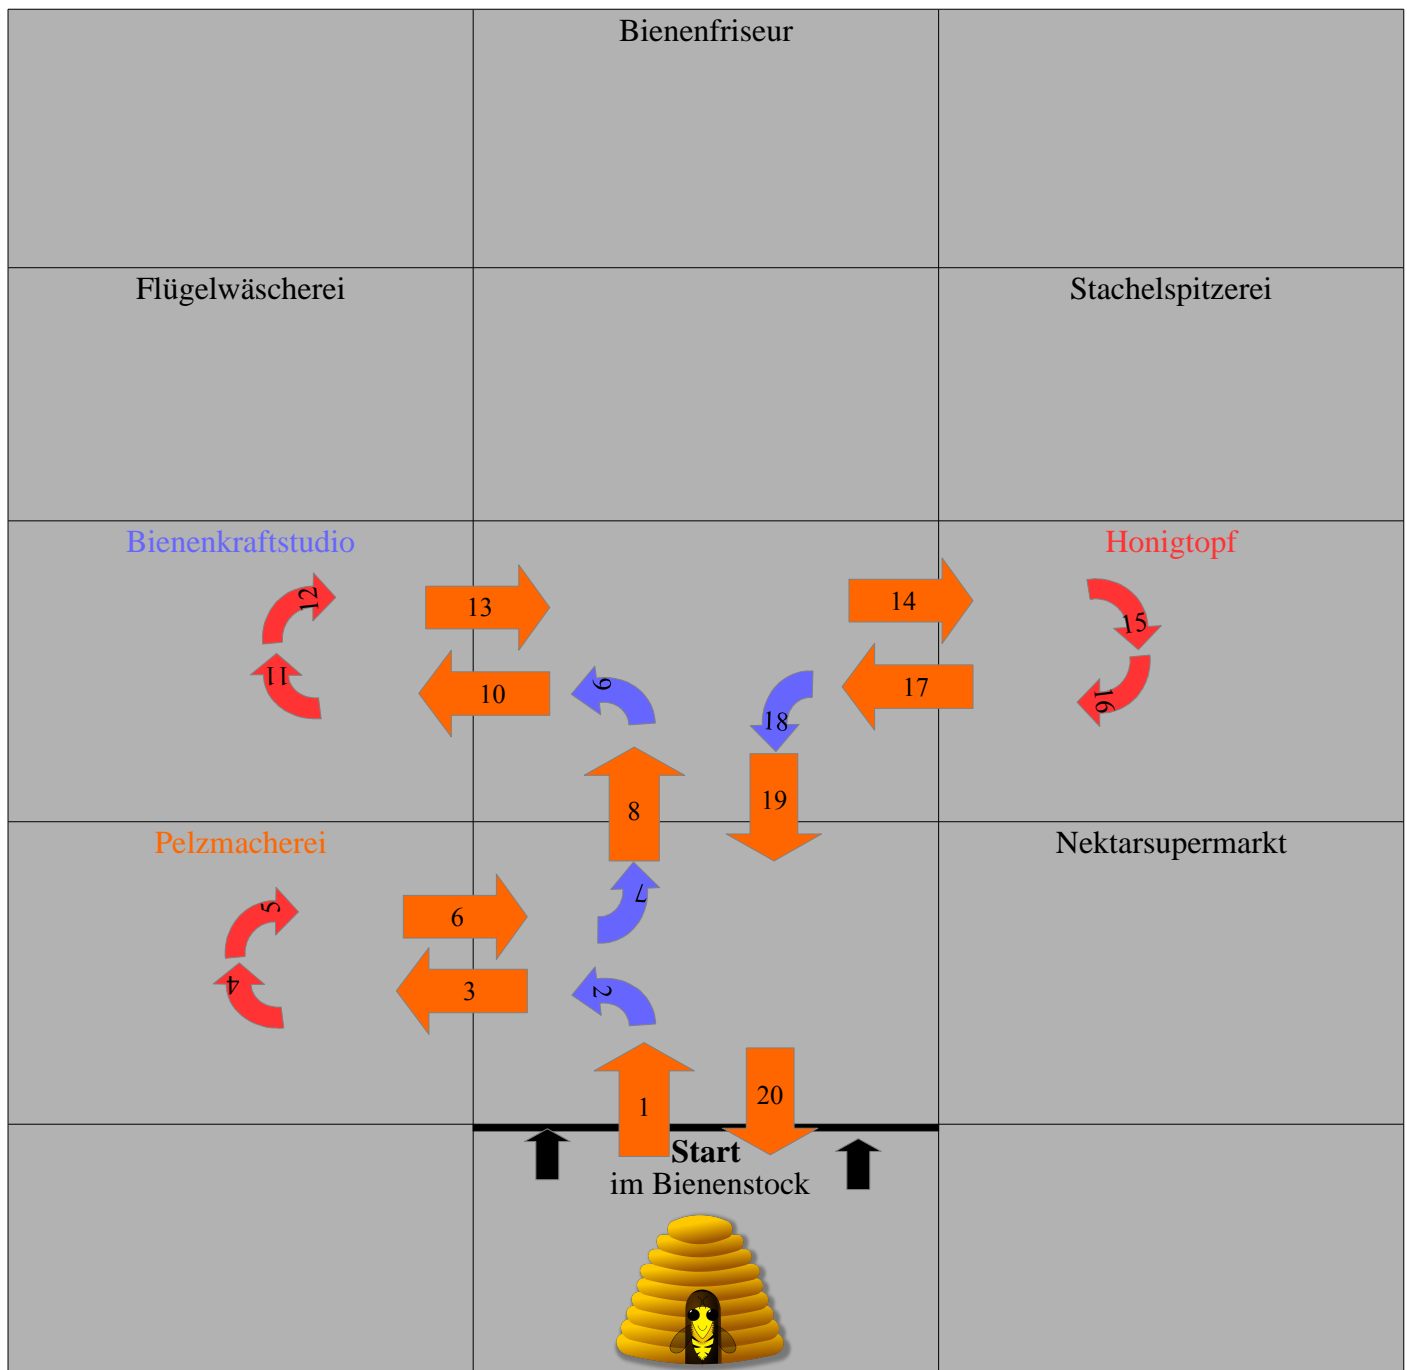 Bienenfriseur
Flügelwäscherei
Stachelspitzerei
Bienenkraftstudio
Honigtopf
12
13
14
15
11
10
9
17
16
18
8
19
Pelzmacherei
Nektarsupermarkt
5
6
7
4
3
2
1
20
Start
im Bienenstock